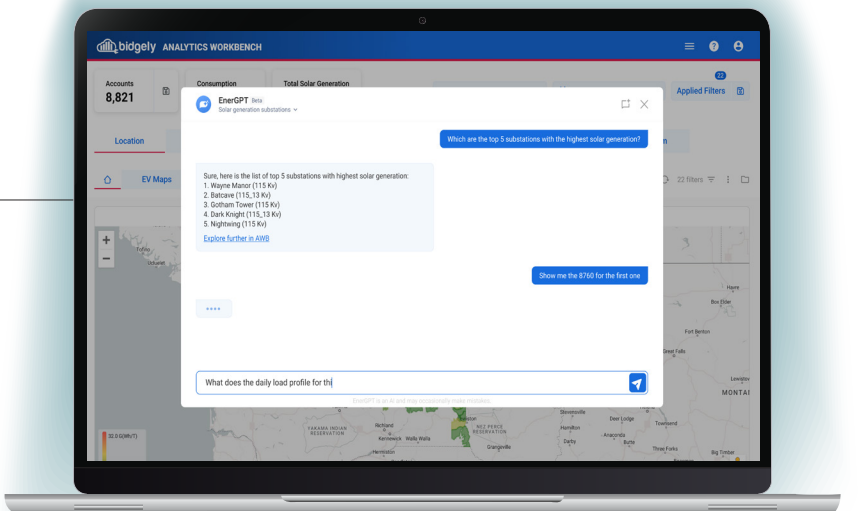 bidgely ANALYTICS WORKBENCH
Accounts
8,821
Consumption
Total Solar Generation
22
Applied Filters
Location
EV Maps
22 filters
EnerGPT Beta
Solar generation substations
Which are the top 5 substations with the highest solar generation?
Sure, here is the list of top 5 substations with highest solar generation:
1. Wayne Manor (115 Kv)
2. Batcave (115_13 Kv)
3. Gotham Tower (115 Kv)
4. Dark Knight (115_13 Kv)
5. Nightwing (115 Kv)
Explore further in AWB
Show me the 8760 for the first one
What does the daily load profile for thi
EnerGPT is an AI and may occasionally make mistakes.
+
−
Tofino
Ucluelet
Havre
Box Elder
Fort Benton
Great Falls
Lewistown
MONTAI
YAKAMA INDIAN
RESERVATION
Richland
Kennewick
Walla Walla
Hermiston
NEZ PERCE
RESERVATION
Grangeville
Stevensville
Hamilton
Darby
Deer Lodge
Anaconda
Butte
Townsend
Three Forks
Big Timber